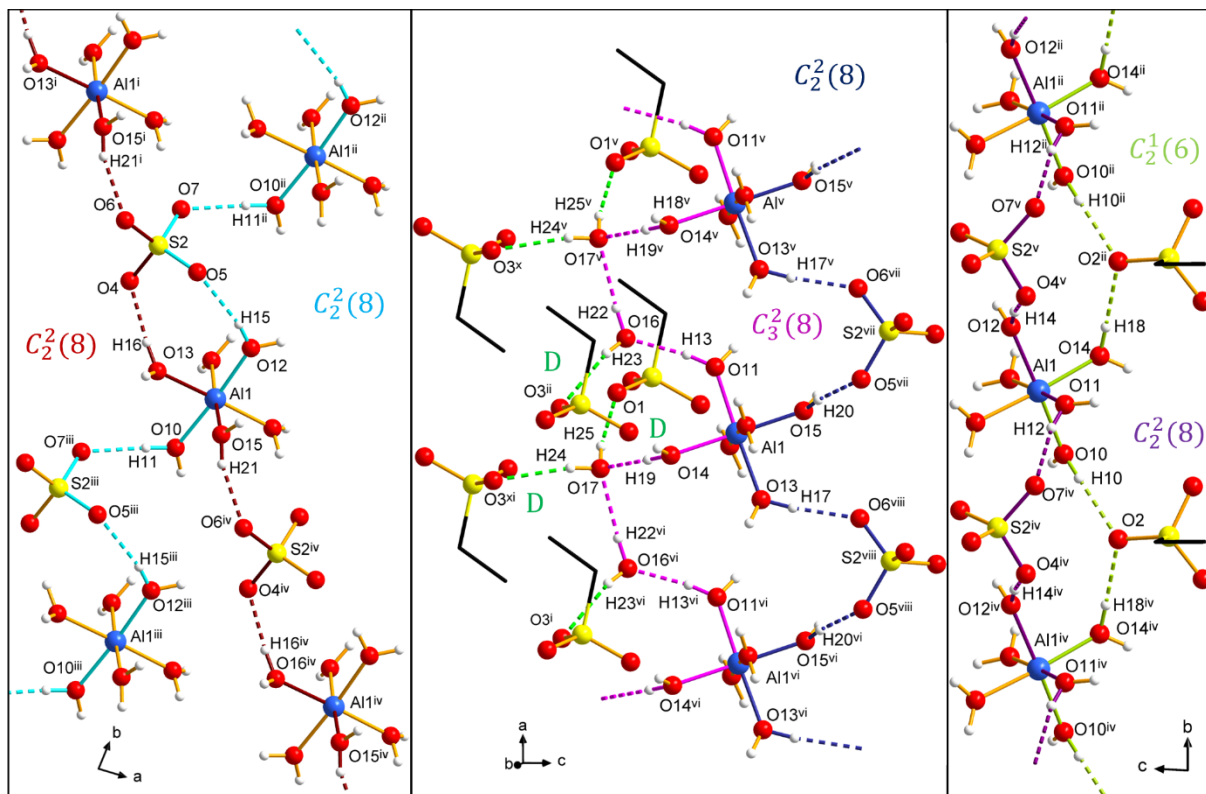 O13ⁱ
Al1ⁱ
O15ⁱ
H21ⁱ
O12ⁱⁱ
Al1ⁱⁱ
O10ⁱⁱ
H11ⁱⁱ
O6
O7
S2
O4
O5
C₂²(8)
C₂²(8)
H15
H16
O13
O12
Al1
O10
O15
O7ⁱⁱⁱ
H11
H21
S2ⁱⁱⁱ
O5ⁱⁱⁱ
O6ⁱᵛ
S2ⁱᵛ
H15ⁱⁱⁱ
O4ⁱᵛ
O12ⁱⁱⁱ
Al1ⁱⁱⁱ
O10ⁱⁱⁱ
H16ⁱᵛ
O16ⁱᵛ
Al1ⁱᵛ
O15ⁱᵛ
b
a
C₂²(8)
O1ᵛ
O11ᵛ
O15ᵛ
H25ᵛ
H18ᵛ
Alᵛ
H24ᵛ
O3ˣ
H19ᵛ
O14ᵛ
O17ᵛ
O13ᵛ
H17ᵛ
O6ᵛⁱⁱ
H22
O16
C₃²(8)
S2ᵛⁱⁱ
H23
H13
O11
D
O3ⁱⁱ
O1
O5ᵛⁱⁱ
H20
H25
D
O15
Al1
H24
O14
O3ˣⁱ
H19
D
O17
O13
H17
O6ᵛⁱⁱⁱ
H22ᵛⁱ
O16ᵛⁱ
S2ᵛⁱⁱⁱ
H23ᵛⁱ
H13ᵛⁱ
O11ᵛⁱ
O5ᵛⁱⁱⁱ
O3ⁱ
H20ᵛⁱ
O15ᵛⁱ
Al1ᵛⁱ
O14ᵛⁱ
O13ᵛⁱ
a
b
c
O12ⁱⁱ
Al1ⁱⁱ
O14ⁱⁱ
O11ⁱⁱ
H12ⁱⁱ
O10ⁱⁱ
C₂¹(6)
H10ⁱⁱ
O7ᵛ
S2ᵛ
O2ⁱⁱ
O4ᵛ
O12
H14
H18
Al1
O14
O11
H12
C₂²(8)
O10
O7ⁱᵛ
H10
S2ⁱᵛ
O2
O4ⁱᵛ
H14ⁱᵛ
O12ⁱᵛ
H18ⁱᵛ
O14ⁱᵛ
Al1ⁱᵛ
O11ⁱᵛ
O10ⁱᵛ
b
c